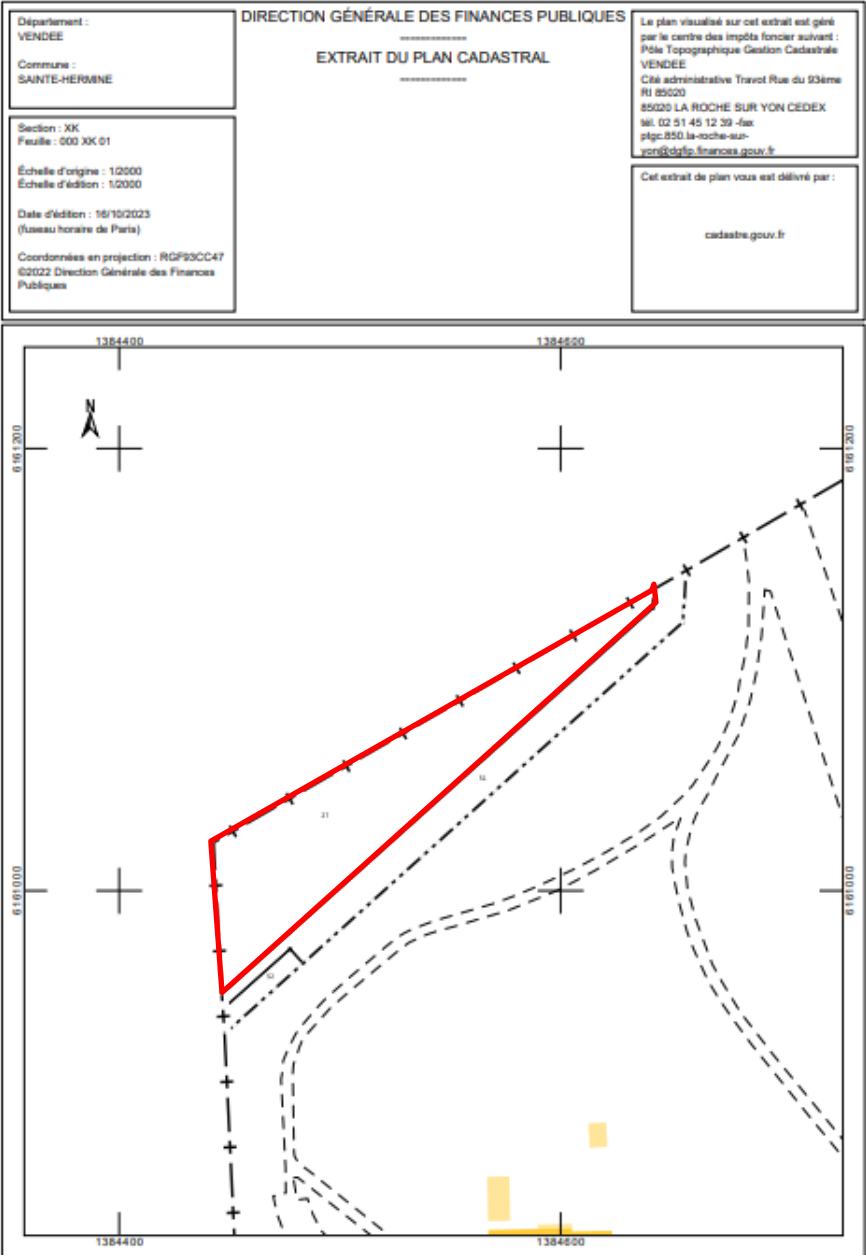 Département :
VENDEE
Commune :
SAINTE-HERMINE
Section : XK
Feuille : 000 XK 01
Échelle d'origine : 1/2000
Échelle d'édition : 1/2000
Date d'édition : 16/10/2023
(fuseau horaire de Paris)
Coordonnées en projection : RGF93CC47
©2022 Direction Générale des Finances
Publiques
DIRECTION GÉNÉRALE DES FINANCES PUBLIQUES
-------------
EXTRAIT DU PLAN CADASTRAL
-------------
Le plan visualisé sur cet extrait est géré
par le centre des impôts foncier suivant :
Pôle Topographique Gestion Cadastrale
VENDEE
Cité administrative Travot Rue du 93ème
RI 85020
85020 LA ROCHE SUR YON CEDEX
tél. 02 51 45 12 39 -fax
ptgc.850.la-roche-sur-
yon@dgfip.finances.gouv.fr
Cet extrait de plan vous est délivré par :
cadastre.gouv.fr
1384400
1384600
N
6161200
6161200
21
6161000
6161000
1384400
1384600